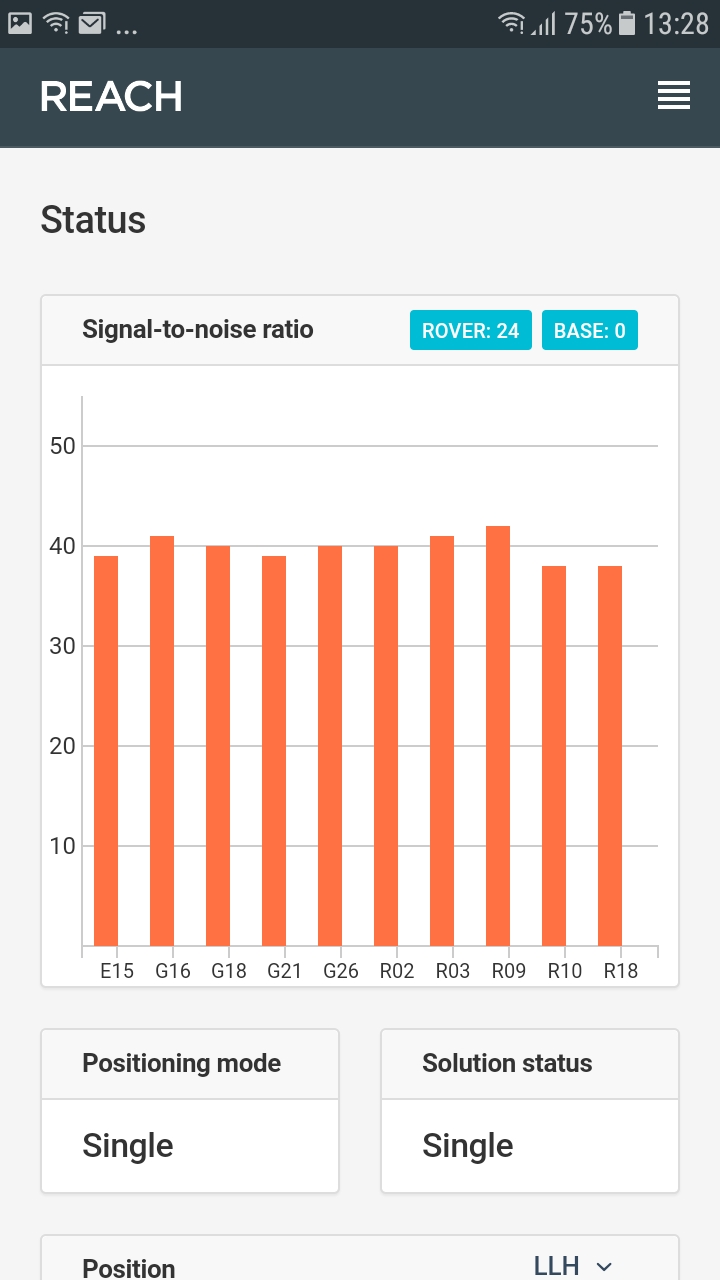 ... 75% 13:28
REACH
Status
Signal-to-noise ratio ROVER: 24 BASE: 0
50
40
30
20
10
E15 G16 G18 G21 G26 R02 R03 R09 R10 R18
Positioning mode Solution status
Single Single
Position LLH